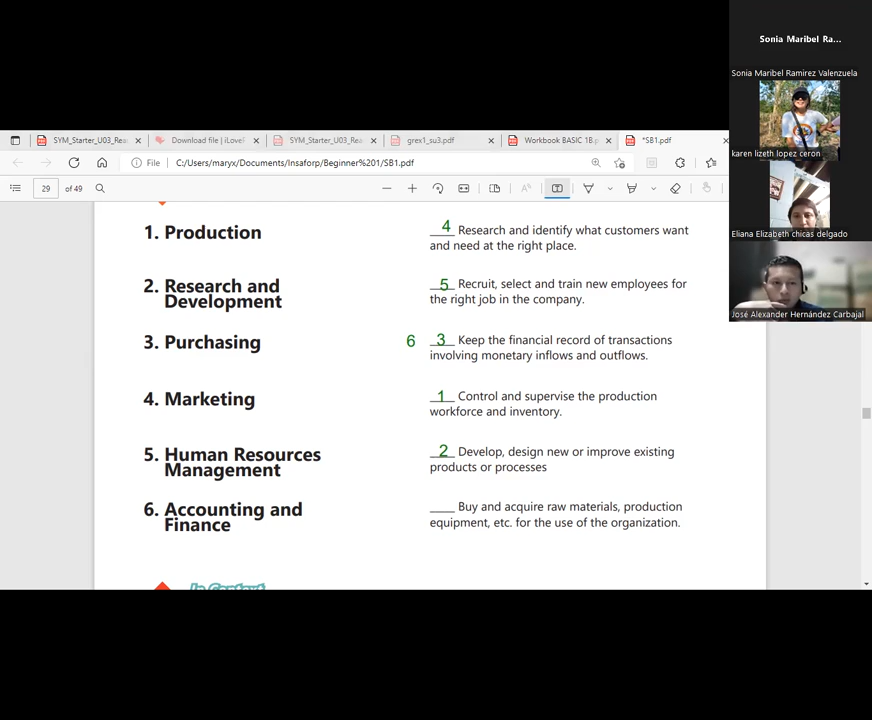 Sonia Maribel Ra...
Sonia Maribel Ramirez Valenzuela
SYM_Starter_U03_Rea
Download file | iLove
SYM_Starter_U03_Rea
grex1_su3.pdf
Workbook BASIC 1B.p
*SB1.pdf
karen lizeth lopez ceron
File
C:/Users/maryx/Documents/Insaforp/Beginner%201/SB1.pdf
29 of 49
Eliana Elizabeth chicas delgado
José Alexander Hernández Carbajal
1. Production
4 Research and identify what customers want
and need at the right place.
2. Research and
Development
5 Recruit, select and train new employees for
the right job in the company.
3. Purchasing
6 3 Keep the financial record of transactions
involving monetary inflows and outflows.
4. Marketing
1 Control and supervise the production
workforce and inventory.
5. Human Resources
Management
2 Develop, design new or improve existing
products or processes
6. Accounting and
Finance
____ Buy and acquire raw materials, production
equipment, etc. for the use of the organization.
In Context